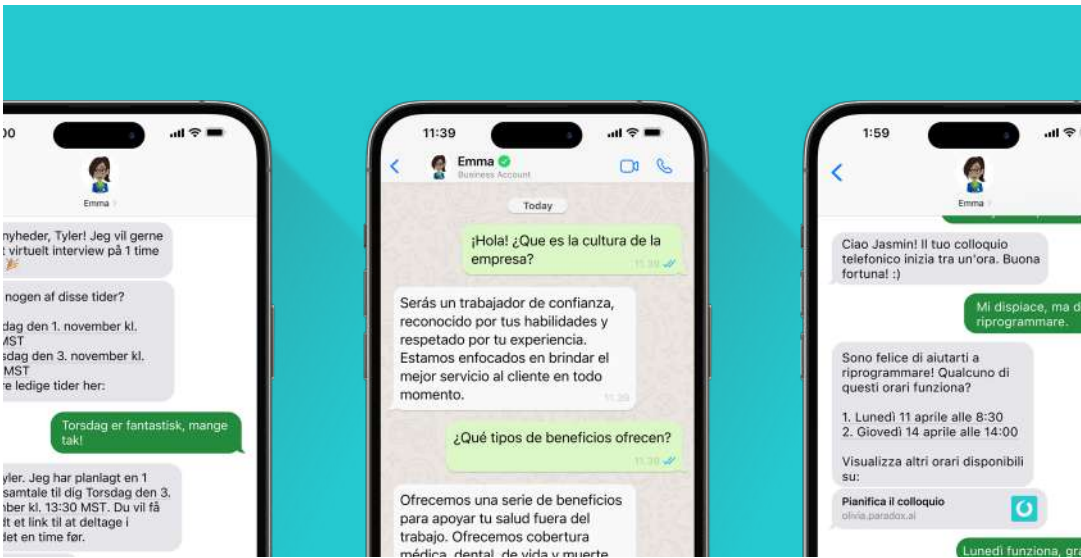 00
Emma
nyheder, Tyler! Jeg vil gerne
virtuelt interview på 1 time
nogen af disse tider?
dag den 1. november kl.
MST
sdag den 3. november kl.
MST
re ledige tider her:
Torsdag er fantastisk, mange
tak!
yler. Jeg har planlagt en 1
samtale til dig Torsdag den 3.
ber kl. 13:30 MST. Du vil få
dt et link til at deltage i
det en time før.
11:39
Emma
Business Account
Today
¡Hola! ¿Que es la cultura de la
empresa?
11:39
Serás un trabajador de confianza,
reconocido por tus habilidades y
respetado por tu experiencia.
Estamos enfocados en brindar el
mejor servicio al cliente en todo
momento.
11:39
¿Qué tipos de beneficios ofrecen?
11:39
Ofrecemos una serie de beneficios
para apoyar tu salud fuera del
trabajo. Ofrecemos cobertura
médica, dental, de vida y muerte
1:59
Emma
Ciao Jasmin! Il tuo colloquio
telefonico inizia tra un'ora. Buona
fortuna! :)
Mi dispiace, ma d
riprogrammare.
Sono felice di aiutarti a
riprogrammare! Qualcuno di
questi orari funziona?
1. Lunedì 11 aprile alle 8:30
2. Giovedì 14 aprile alle 14:00
Visualizza altri orari disponibili
su:
Pianifica il colloquio
olivia.paradox.ai
Lunedì funziona, gra